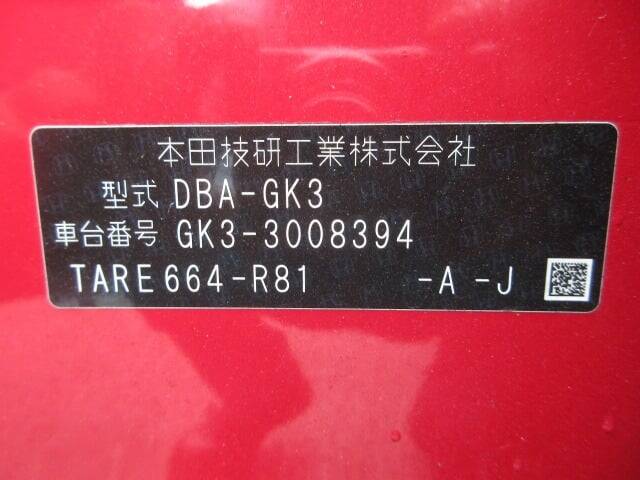 本田技研工業株式会社
型式 DBA-GK3
車台番号 GK3-3008394
TARE664-R81 -A -J